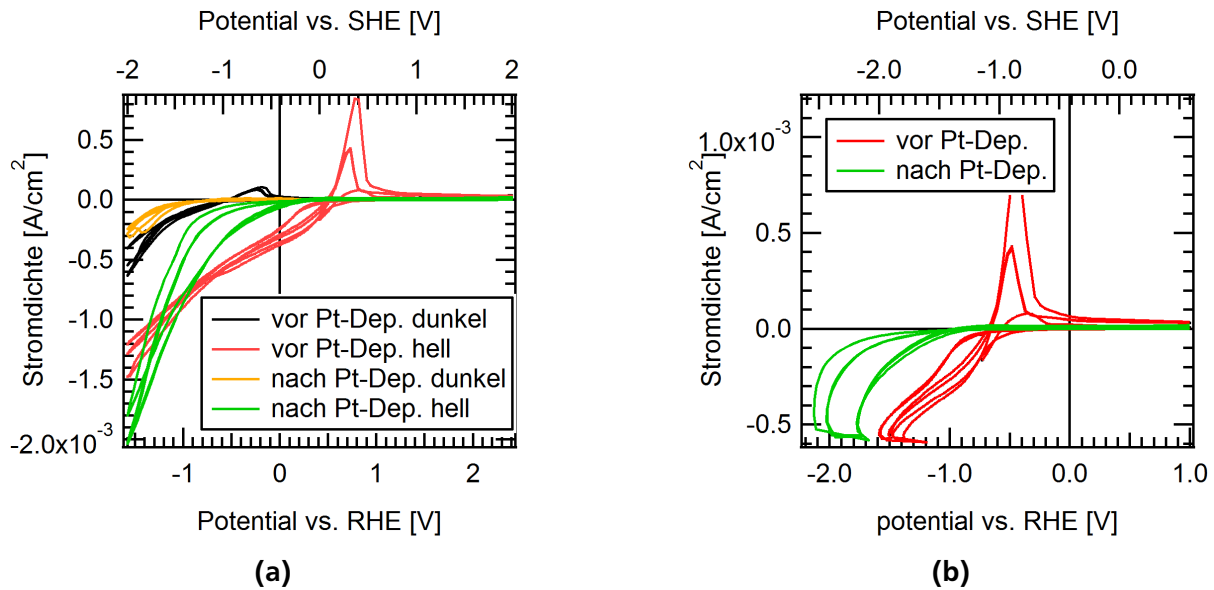 Potential vs. SHE [V]
-2 -1 0 1 2
0.5
0.0
-0.5
-1.0
-1.5
-2.0x10-3
Stromdichte [A/cm2]
vor Pt-Dep. dunkel
vor Pt-Dep. hell
nach Pt-Dep. dunkel
nach Pt-Dep. hell
-1 0 1 2
Potential vs. RHE [V]
(a)
Potential vs. SHE [V]
-2.0 -1.0 0.0
1.0x10-3
0.5
0.0
-0.5
Stromdichte [A/cm2]
vor Pt-Dep.
nach Pt-Dep.
-2.0 -1.0 0.0 1.0
potential vs. RHE [V]
(b)